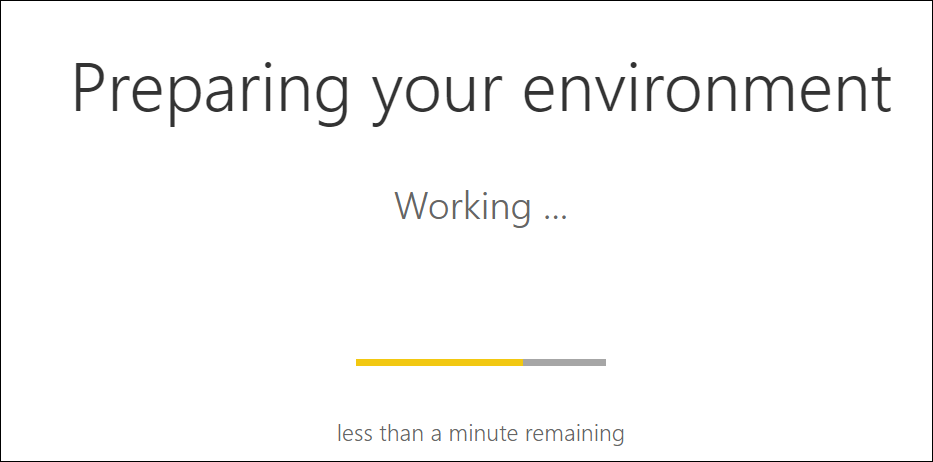 Preparing your environment
Working ...
less than a minute remaining